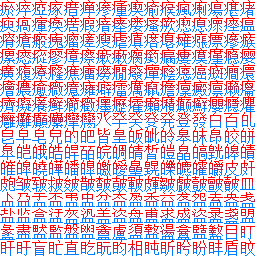 瘀瘁瘂瘃瘄瘅瘆瘇瘈瘉瘊瘋瘌瘍瘎瘏
瘐瘑瘒瘓瘔瘕瘖瘗瘘瘙瘚瘛瘜瘝瘞瘟
瘠瘡瘢瘣瘤瘥瘦瘧瘨瘩瘪瘫瘬瘭瘮瘯
瘰瘱瘲瘳瘴瘵瘶瘷瘸瘹瘺瘻瘼瘽瘾瘿
癀癁療癃癄癅癆癇癈癉癊癋癌癍癎癏
癐癑癒癓癔癕癖癗癘癙癚癛癜癝癞癟
癠癡癢癣癤癥癦癧癨癩癪癫癬癭癮癯
癰癱癲癳癴癵癶癷癸癹発登發白百癿
皀皁皂皃的皅皆皇皈皉皊皋皌皍皎皏
皐皑皒皓皔皕皖皗皘皙皚皛皜皝皞皟
皠皡皢皣皤皥皦皧皨皩皪皫皬皭皮皯
皰皱皲皳皴皵皶皷皸皹皺皻皼皽皾皿
盀盁盂盃盄盅盆盇盈盉益盋盌盍盎盏
盐监盒盓盔盕盖盗盘盙盚盛盜盝盞盟
盠盡盢監盤盥盦盧盨盩盪盫盬盭目盯
盰盱盲盳直盵盶盷相盹盺盻盼盽盾盿